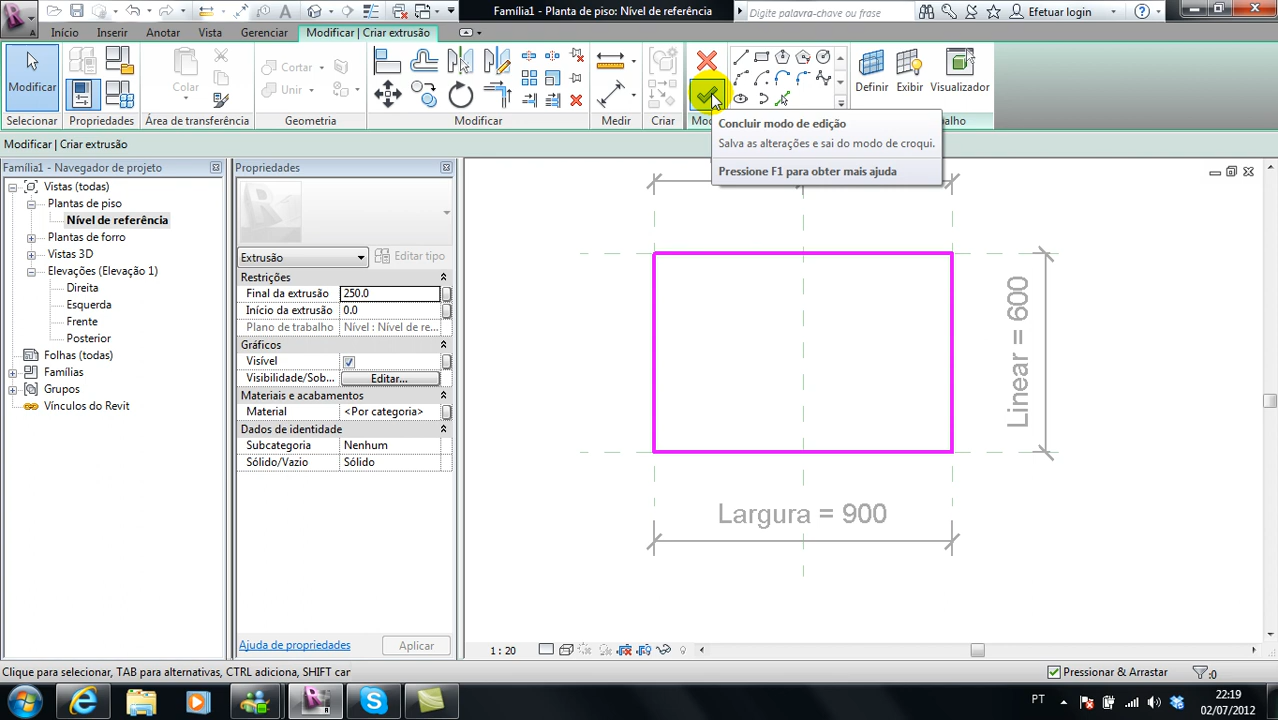 Família1 - Planta de piso: Nível de referência
Digite palavra-chave ou frase
Efetuar login
Início
Inserir
Anotar
Vista
Gerenciar
Modificar | Criar extrusão
Modificar
Colar
Cortar
Unir
Definir
Exibir
Visualizador
Selecionar
Propriedades
Área de transferência
Geometria
Modificar
Medir
Criar
Concluir modo de edição
Salva as alterações e sai do modo de croqui.
Pressione F1 para obter mais ajuda
Modificar | Criar extrusão
Família1 - Navegador de projeto
Vistas (todas)
Plantas de piso
Nível de referência
Plantas de forro
Vistas 3D
Elevações (Elevação 1)
Direita
Esquerda
Frente
Posterior
Folhas (todas)
Famílias
Grupos
Vínculos do Revit
Propriedades
Extrusão
Editar tipo
Restrições
Final da extrusão 250.0
Início da extrusão 0.0
Plano de trabalho Nível : Nível de re...
Gráficos
Visível
Visibilidade/Sob... Editar...
Materiais e acabamentos
Material <Por categoria>
Dados de identidade
Subcategoria Nenhum
Sólido/Vazio Sólido
Ajuda de propriedades
Aplicar
Linear = 600
Largura = 900
1 : 20
Clique para selecionar, TAB para alternativas, CTRL adiciona, SHIFT car
Pressionar & Arrastar
:0
PT
22:19
02/07/2012